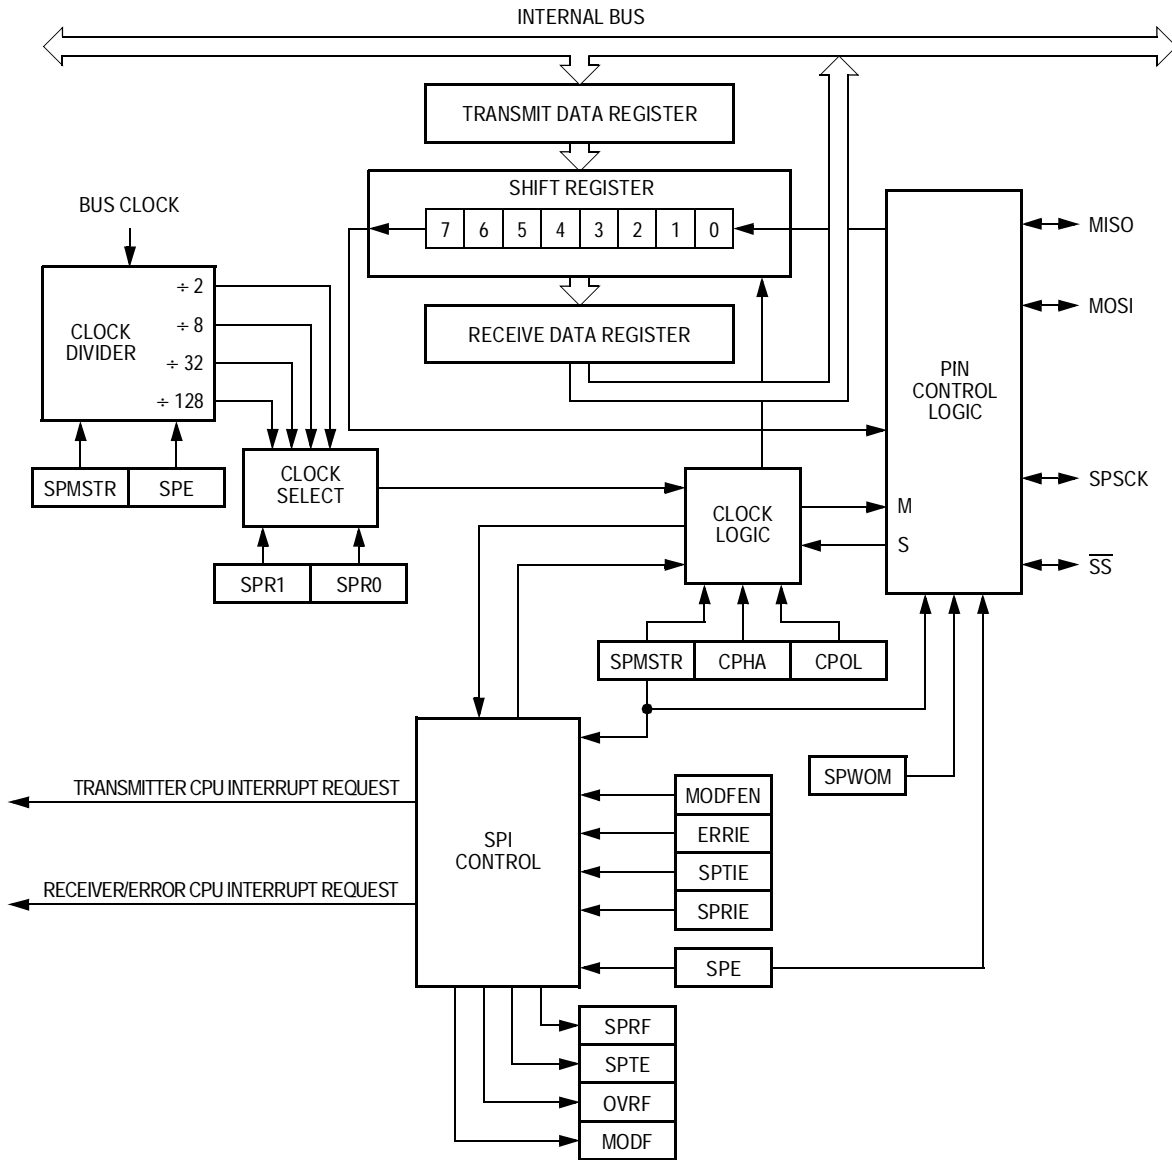 INTERNAL BUS
TRANSMIT DATA REGISTER
SHIFT REGISTER
7 6 5 4 3 2 1 0
RECEIVE DATA REGISTER
BUS CLOCK
CLOCK
DIVIDER
÷ 2
÷ 8
÷ 32
÷ 128
SPMSTR SPE
CLOCK
SELECT
SPR1 SPR0
CLOCK
LOGIC
SPMSTR CPHA CPOL
PIN
CONTROL
LOGIC
M
S
MISO
MOSI
SPSCK
SS
SPWOM
TRANSMITTER CPU INTERRUPT REQUEST
RECEIVER/ERROR CPU INTERRUPT REQUEST
SPI
CONTROL
MODFEN
ERRIE
SPTIE
SPRIE
SPE
SPRF
SPTE
OVRF
MODF